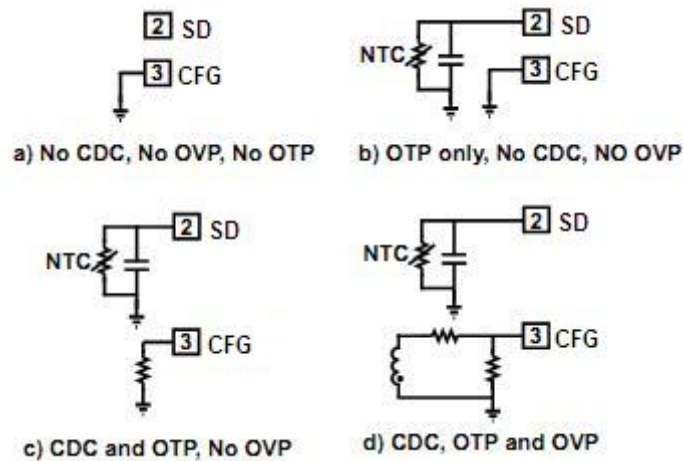 2 SD
3 CFG
a) No CDC, No OVP, No OTP
NTC
2 SD
3 CFG
b) OTP only, No CDC, NO OVP
NTC
2 SD
3 CFG
c) CDC and OTP, No OVP
NTC
2 SD
3 CFG
d) CDC, OTP and OVP